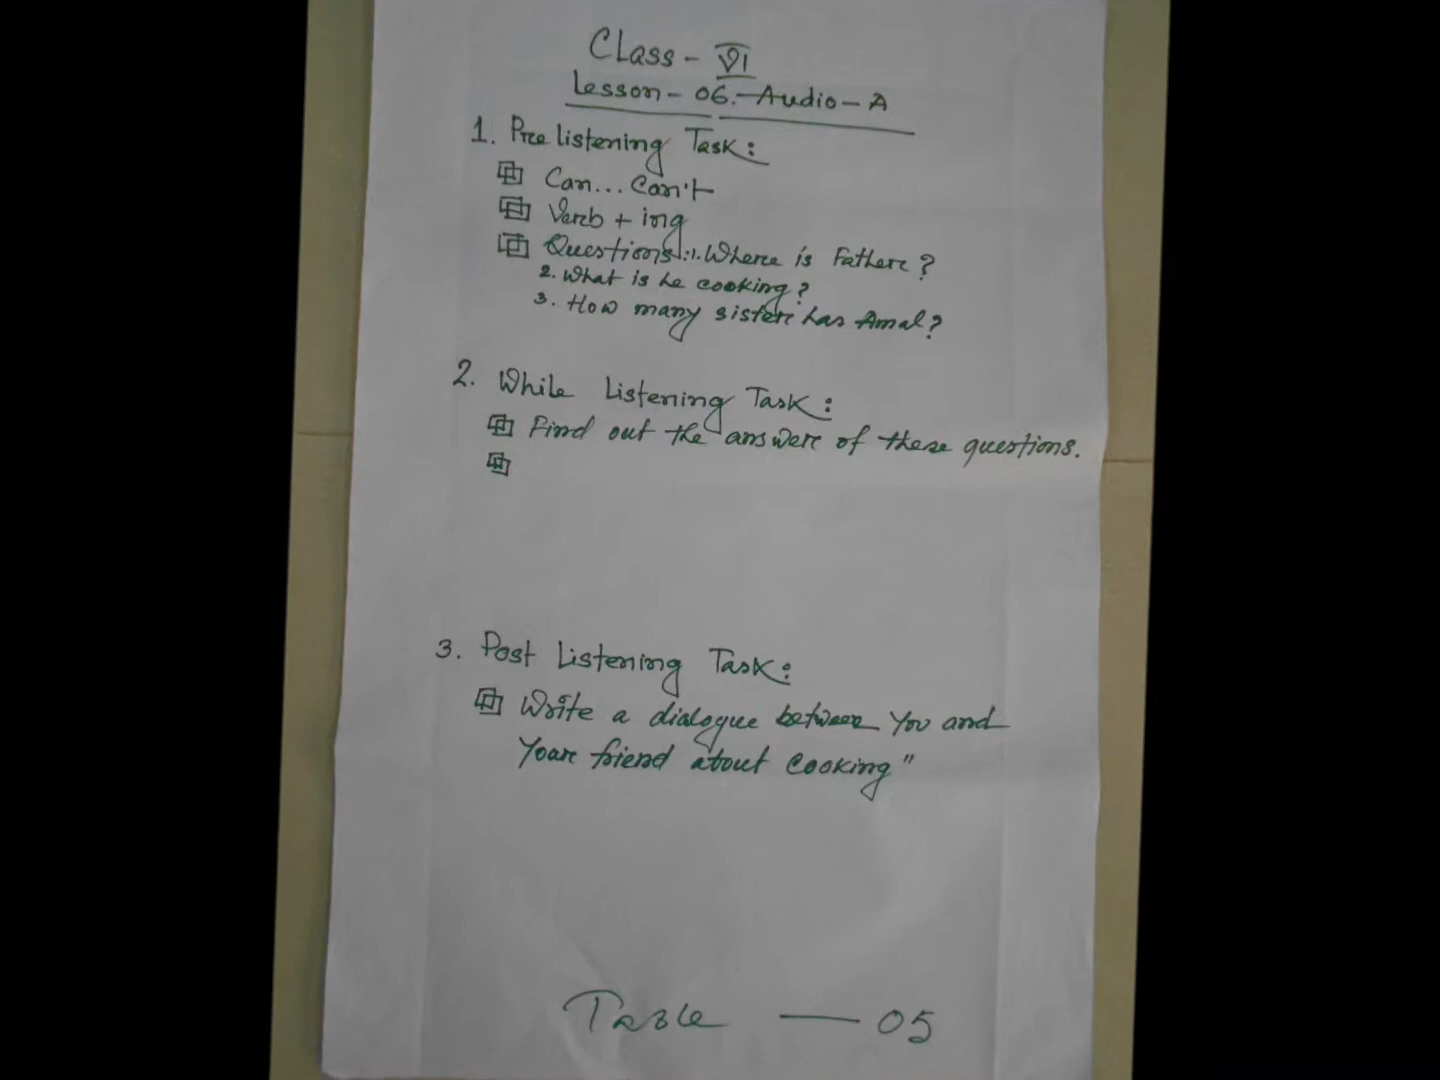 Class - VI
Lesson - 06. Audio - A
1. Pre listening Task:
Can... Can't
Verb + ing
Questions:1. Where is Father?
2. What is he cooking?
3. How many sister has Amal?
2. While Listening Task:
Find out the answer of these questions.
3. Post Listening Task:
Write a dialogue between You and
Your friend about Cooking"
Table — 05